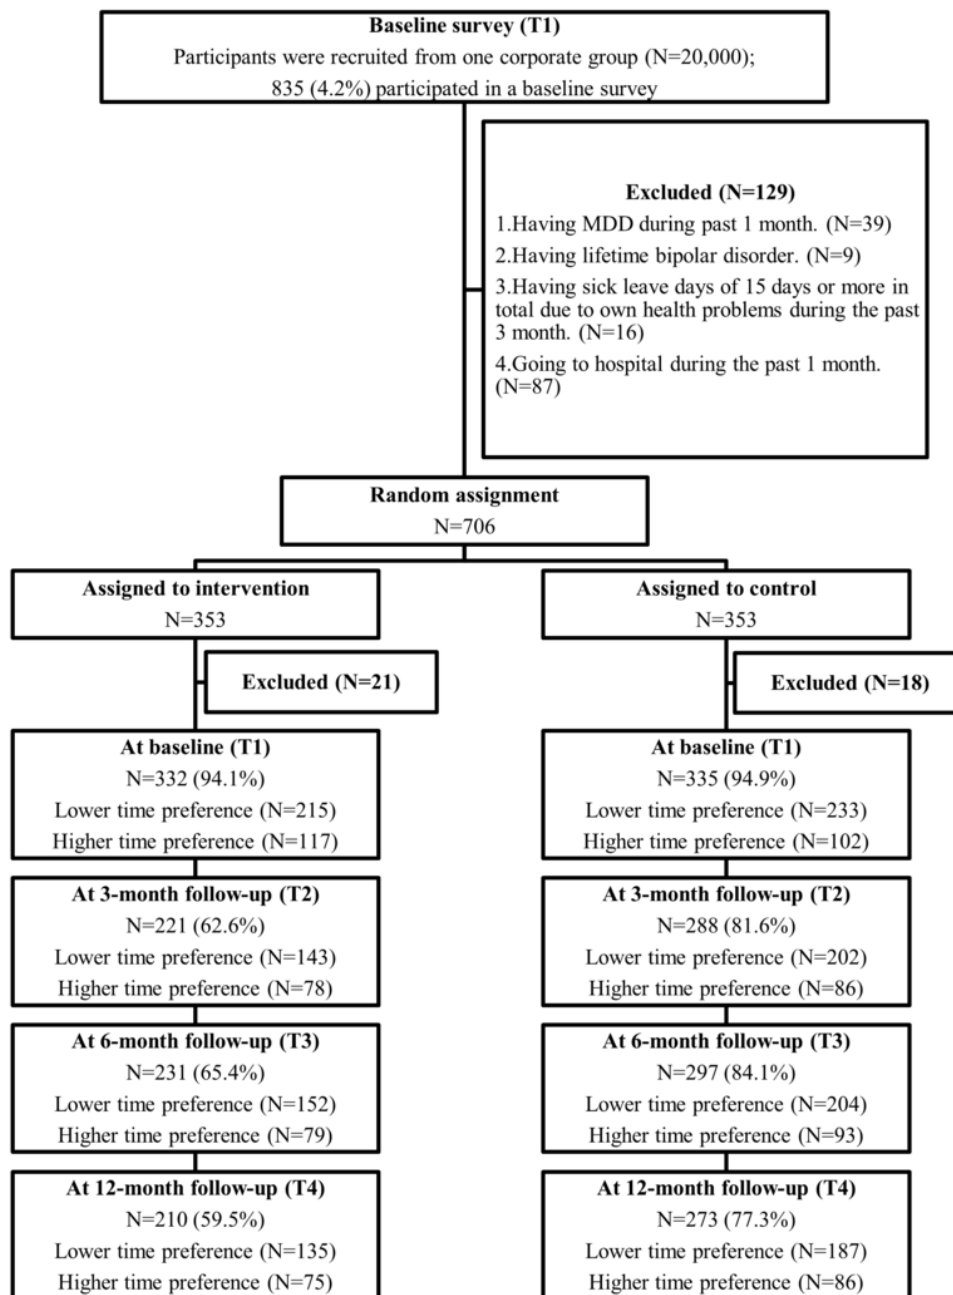 Baseline survey (T1)
Participants were recruited from one corporate group (N=20,000);
835 (4.2%) participated in a baseline survey
Excluded (N=129)
1.Having MDD during past 1 month. (N=39)
2.Having lifetime bipolar disorder. (N=9)
3.Having sick leave days of 15 days or more in
total due to own health problems during the past
3 month. (N=16)
4.Going to hospital during the past 1 month.
(N=87)
Random assignment
N=706
Assigned to intervention
N=353
Excluded (N=21)
At baseline (T1)
N=332 (94.1%)
Lower time preference (N=215)
Higher time preference (N=117)
At 3-month follow-up (T2)
N=221 (62.6%)
Lower time preference (N=143)
Higher time preference (N=78)
At 6-month follow-up (T3)
N=231 (65.4%)
Lower time preference (N=152)
Higher time preference (N=79)
At 12-month follow-up (T4)
N=210 (59.5%)
Lower time preference (N=135)
Higher time preference (N=75)
Assigned to control
N=353
Excluded (N=18)
At baseline (T1)
N=335 (94.9%)
Lower time preference (N=233)
Higher time preference (N=102)
At 3-month follow-up (T2)
N=288 (81.6%)
Lower time preference (N=202)
Higher time preference (N=86)
At 6-month follow-up (T3)
N=297 (84.1%)
Lower time preference (N=204)
Higher time preference (N=93)
At 12-month follow-up (T4)
N=273 (77.3%)
Lower time preference (N=187)
Higher time preference (N=86)